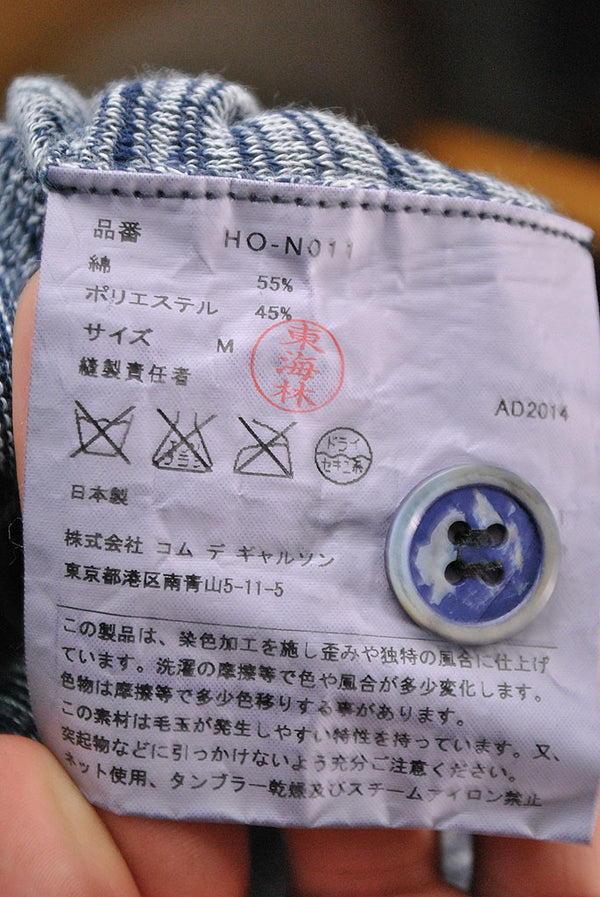 品番 HO-N011
綿 55%
ポリエステル 45%
サイズ M
縫製責任者
東海林
AD2014
エンソ
ドライ
セキユ系
日本製
株式会社 コム デ ギャルソン
東京都港区南青山5-11-5
この製品は、染色加工を施し歪みや独特の風合に仕上げ
ています。洗濯の摩擦等で色や風合が多少変化します。
色物は摩擦等で多少色移りする事があります。
この素材は毛玉が発生しやすい特性を持っています。又、
突起物などに引っかけないよう充分ご注意ください。
ネット使用、タンブラー乾燥及びスチームアイロン禁止